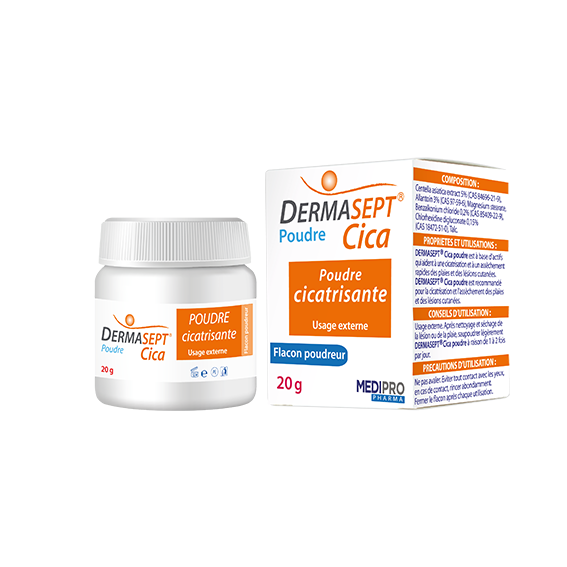 DERMASEPT®
Poudre Cica
POUDRE
cicatrisante
Usage externe
Flacon poudreur
20 g
DERMASEPT®
Poudre Cica
Poudre
cicatrisante
Usage externe
Flacon poudreur
20 g
MEDIPRO
PHARMA
COMPOSITION :
Centella asiatica extract 5% (CAS 84696-21-9),
Allantoin 3% (CAS 97-59-6), Magnesium stearate,
Benzalkonium chloride 0,2% (CAS 85409-22-9),
Chlorhexidine digluconate 0,15%
(CAS 18472-51-0), Talc.
PROPRIETES ET UTILISATIONS :
DERMASEPT® Cica poudre est à base d'actifs
qui aident à une cicatrisation et à un assèchement
rapides des plaies et des lésions cutanées.
DERMASEPT® Cica poudre est recommandé
pour la cicatrisation et l'assèchement des plaies
et des lésions cutanées.
CONSEILS D'UTILISATION :
Usage externe. Après nettoyage et séchage de
la lésion ou de la plaie, saupoudrer légèrement
DERMASEPT® Cica poudre à raison de 1 à 2 fois
par jour.
PRECAUTIONS D'UTILISATION :
Ne pas avaler. Eviter tout contact avec les yeux,
en cas de contact, rincer abondamment.
Fermer le flacon après chaque utilisation.